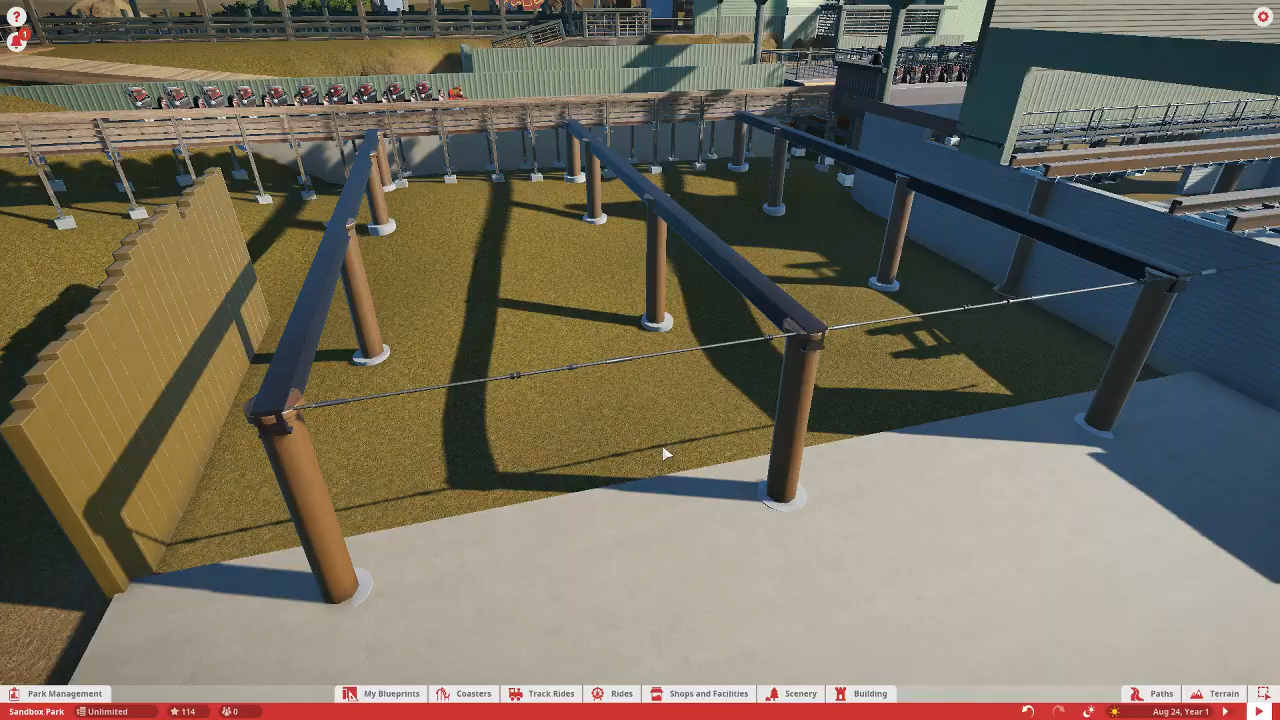 ?
1
Park Management
My Blueprints
Coasters
Track Rides
Rides
Shops and Facilities
Scenery
Building
Paths
Terrain
Sandbox Park
Unlimited
114
0
Aug 24, Year 1